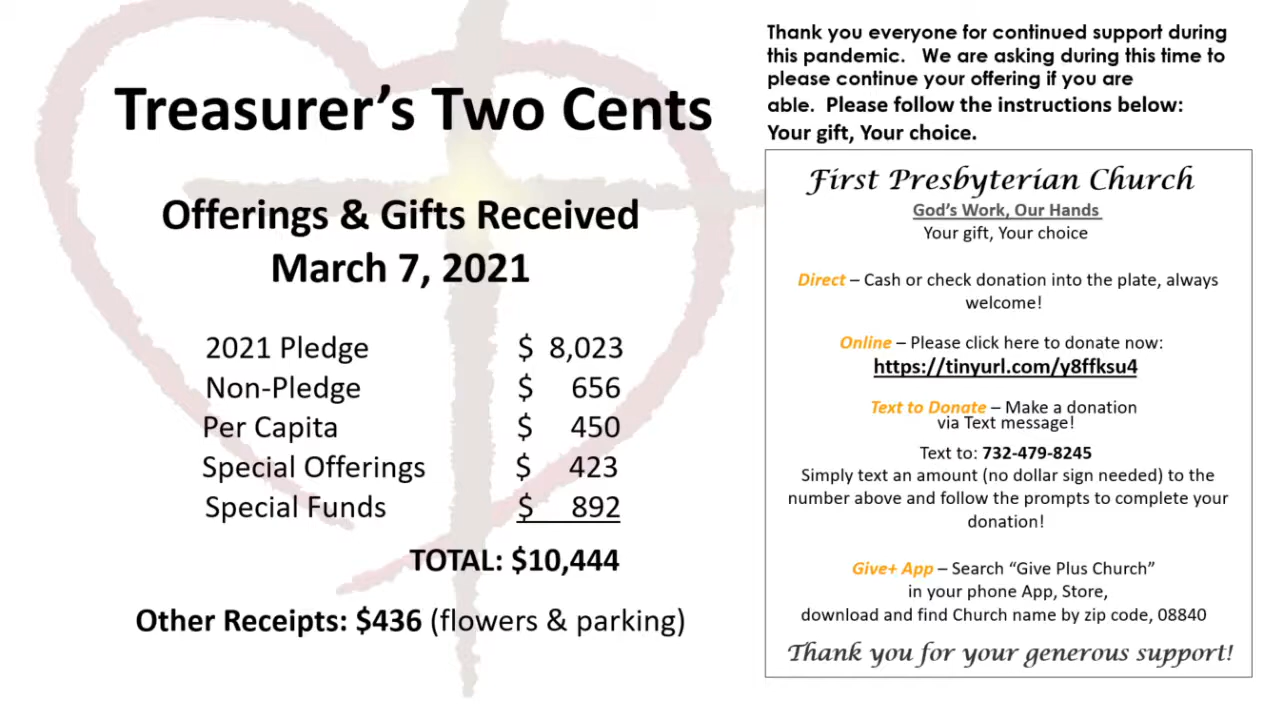 Treasurer's Two Cents
Offerings & Gifts Received
March 7, 2021
2021 Pledge $ 8,023
Non-Pledge $ 656
Per Capita $ 450
Special Offerings $ 423
Special Funds $ 892
TOTAL: $10,444
Other Receipts: $436 (flowers & parking)
Thank you everyone for continued support during
this pandemic. We are asking during this time to
please continue your offering if you are
able. Please follow the instructions below:
Your gift, Your choice.
First Presbyterian Church
God's Work, Our Hands
Your gift, Your choice
Direct – Cash or check donation into the plate, always
welcome!
Online – Please click here to donate now:
https://tinyurl.com/y8ffksu4
Text to Donate – Make a donation
via Text message!
Text to: 732-479-8245
Simply text an amount (no dollar sign needed) to the
number above and follow the prompts to complete your
donation!
Give+ App – Search “Give Plus Church”
in your phone App, Store,
download and find Church name by zip code, 08840
Thank you for your generous support!